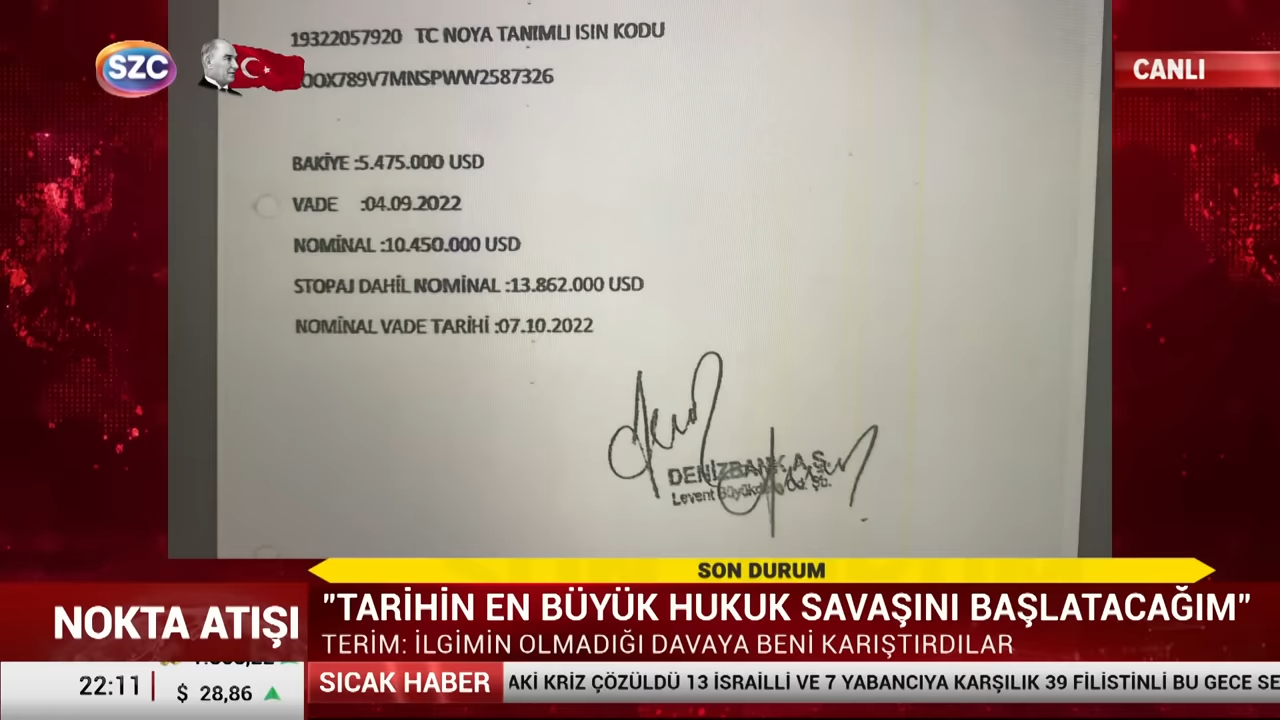 19322057920 TC NOYA TANIMLI ISIN KODU
SZC
OOX789V7MNSPWW2587326
CANLI
BAKİYE :5.475.000 USD
VADE :04.09.2022
NOMİNAL :10.450.000 USD
STOPAJ DAHİL NOMİNAL :13.862.000 USD
NOMİNAL VADE TARİHİ :07.10.2022
DENİZBANK A.Ş.
Levent Büyükdere Cd. Şb.
SON DURUM
NOKTA ATIŞI
"TARİHİN EN BÜYÜK HUKUK SAVAŞINI BAŞLATACAĞIM"
TERİM: İLGİMİN OLMADIĞI DAVAYA BENİ KARIŞTIRDILAR
22:11
$ 28,86
SICAK HABER
AKİ KRİZ ÇÖZÜLDÜ 13 İSRAİLLİ VE 7 YABANCIYA KARŞILIK 39 FİLİSTİNLİ BU GECE SE